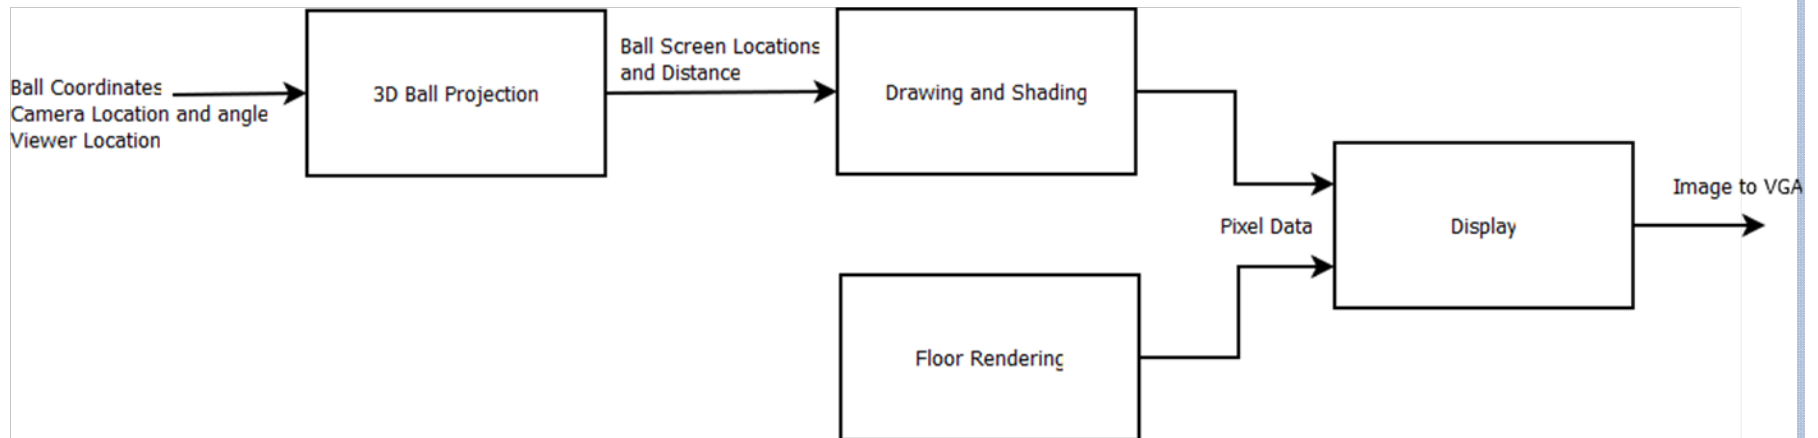 Ball Coordinates
Camera Location and angle
Viewer Location
3D Ball Projection
Ball Screen Locations
and Distance
Drawing and Shading
Pixel Data
Floor Rendering
Display
Image to VGA